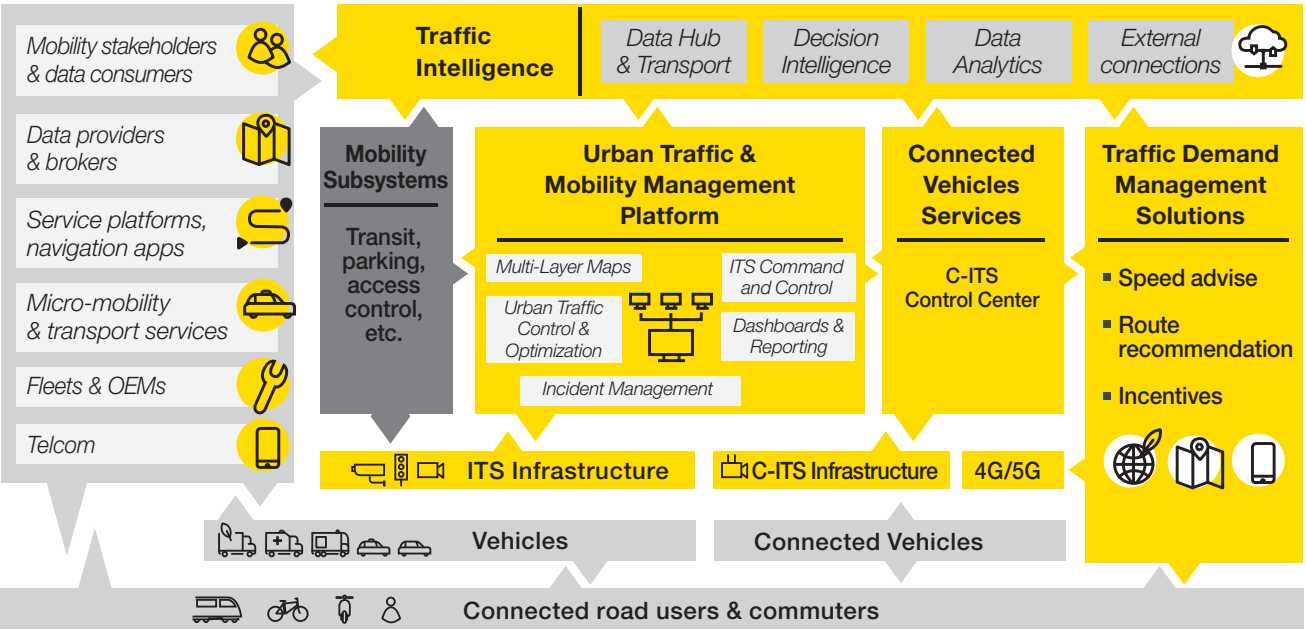 Mobility stakeholders
& data consumers
Data providers
& brokers
Service platforms,
navigation apps
Micro-mobility
& transport services
Fleets & OEMs
Telcom
Traffic
Intelligence
Data Hub
& Transport
Decision
Intelligence
Data
Analytics
External
connections
Mobility
Subsystems
Transit,
parking,
access
control,
etc.
Urban Traffic &
Mobility Management
Platform
Multi-Layer Maps
Urban Traffic
Control &
Optimization
ITS Command
and Control
Dashboards &
Reporting
Incident Management
Connected
Vehicles
Services
C-ITS
Control Center
Traffic Demand
Management
Solutions
▪ Speed advise
▪ Route
recommendation
▪ Incentives
ITS Infrastructure
C-ITS Infrastructure
4G/5G
Vehicles
Connected Vehicles
Connected road users & commuters